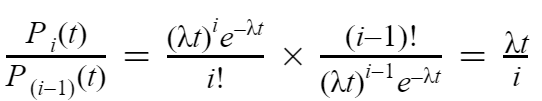 P_i(t) / P_(i–1)(t) = (λt)^i e^–λt / i! × (i–1)! / (λt)^i–1 e^–λt = λt / i